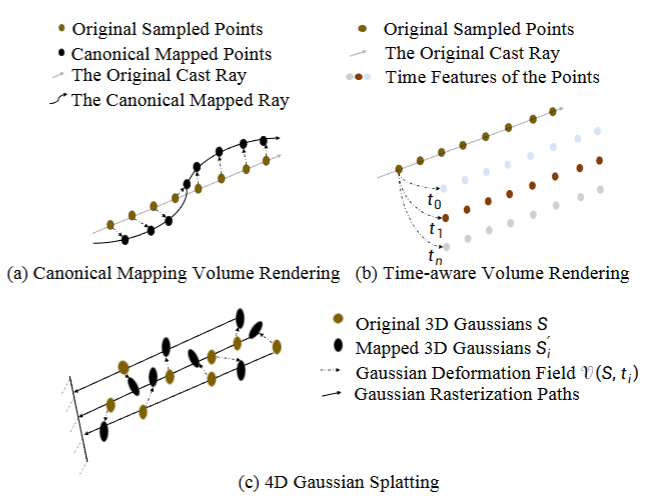 Original Sampled Points
Canonical Mapped Points
The Original Cast Ray
The Canonical Mapped Ray
(a) Canonical Mapping Volume Rendering
Original Sampled Points
The Original Cast Ray
Time Features of the Points
t₀
t₁
tₙ
(b) Time-aware Volume Rendering
Original 3D Gaussians S
Mapped 3D Gaussians S′ᵢ
Gaussian Deformation Field 𝒱(S, tᵢ)
Gaussian Rasterization Paths
(c) 4D Gaussian Splatting